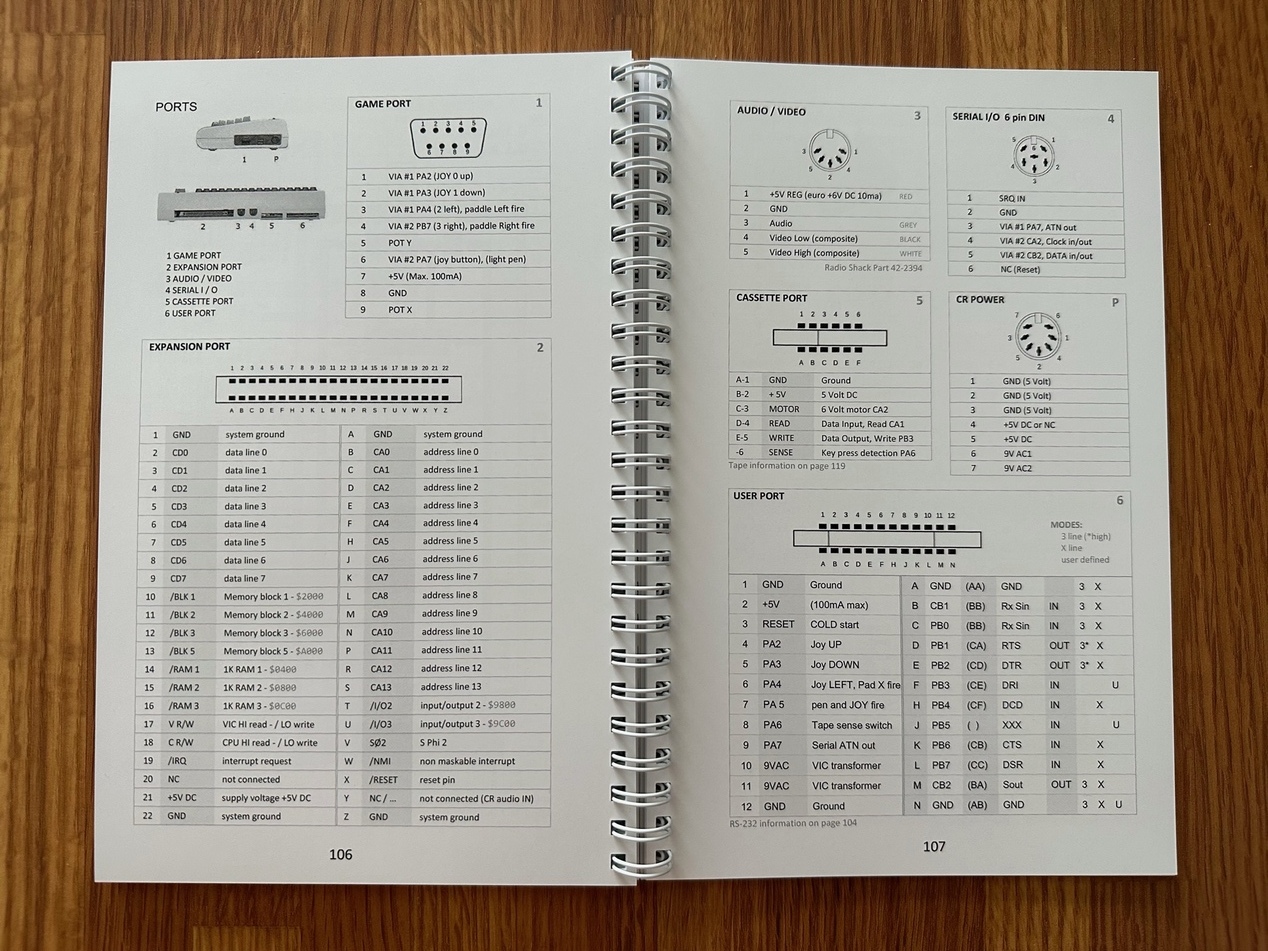 PORTS
1 P
2 3 4 5 6
1 GAME PORT
2 EXPANSION PORT
3 AUDIO / VIDEO
4 SERIAL I / O
5 CASSETTE PORT
6 USER PORT
GAME PORT 1
1 2 3 4 5
6 7 8 9
1 VIA #1 PA2 (JOY 0 up)
2 VIA #1 PA3 (JOY 1 down)
3 VIA #1 PA4 (2 left), paddle Left fire
4 VIA #2 PB7 (3 right), paddle Right fire
5 POT Y
6 VIA #2 PA7 (joy button), (light pen)
7 +5V (Max. 100mA)
8 GND
9 POT X
EXPANSION PORT 2
1 2 3 4 5 6 7 8 9 10 11 12 13 14 15 16 17 18 19 20 21 22
A B C D E F H J K L M N P R S T U V W X Y Z
1 GND system ground A GND system ground
2 CD0 data line 0 B CA0 address line 0
3 CD1 data line 1 C CA1 address line 1
4 CD2 data line 2 D CA2 address line 2
5 CD3 data line 3 E CA3 address line 3
6 CD4 data line 4 F CA4 address line 4
7 CD5 data line 5 H CA5 address line 5
8 CD6 data line 6 J CA6 address line 6
9 CD7 data line 7 K CA7 address line 7
10 /BLK 1 Memory block 1 - $2000 L CA8 address line 8
11 /BLK 2 Memory block 2 - $4000 M CA9 address line 9
12 /BLK 3 Memory block 3 - $6000 N CA10 address line 10
13 /BLK 5 Memory block 5 - $A000 P CA11 address line 11
14 /RAM 1 1K RAM 1 - $0400 R CA12 address line 12
15 /RAM 2 1K RAM 2 - $0800 S CA13 address line 13
16 /RAM 3 1K RAM 3 - $0C00 T /I/O2 input/output 2 - $9800
17 V R/W VIC HI read - / LO write U /I/O3 input/output 3 - $9C00
18 C R/W CPU HI read - / LO write V SØ2 S Phi 2
19 /IRQ interrupt request W /NMI non maskable interrupt
20 NC not connected X /RESET reset pin
21 +5V DC supply voltage +5V DC Y NC / ... not connected (CR audio IN)
22 GND system ground Z GND system ground
106
AUDIO / VIDEO 3
3 1
5 4
2
1 +5V REG (euro +6V DC 10ma) RED
2 GND
3 Audio GREY
4 Video Low (composite) BLACK
5 Video High (composite) WHITE
Radio Shack Part 42-2394
SERIAL I/O 6 pin DIN 4
5 6 1
4 2
3
1 SRQ IN
2 GND
3 VIA #1 PA7, ATN out
4 VIA #2 CA2, Clock in/out
5 VIA #2 CB2, DATA in/out
6 NC (Reset)
CASSETTE PORT 5
1 2 3 4 5 6
A B C D E F
A-1 GND Ground
B-2 + 5V 5 Volt DC
C-3 MOTOR 6 Volt motor CA2
D-4 READ Data Input, Read CA1
E-5 WRITE Data Output, Write PB3
-6 SENSE Key press detection PA6
Tape information on page 119
CR POWER P
7 6
3 1
5 4
2
1 GND (5 Volt)
2 GND (5 Volt)
3 GND (5 Volt)
4 +5V DC or NC
5 +5V DC
6 9V AC1
7 9V AC2
USER PORT 6
1 2 3 4 5 6 7 8 9 10 11 12
A B C D E F H J K L M N
MODES:
3 line (*high)
X line
user defined
1 GND Ground A GND (AA) GND 3 X
2 +5V (100mA max) B CB1 (BB) Rx Sin IN 3 X
3 RESET COLD start C PB0 (BB) Rx Sin IN 3 X
4 PA2 Joy UP D PB1 (CA) RTS OUT 3* X
5 PA3 Joy DOWN E PB2 (CD) DTR OUT 3* X
6 PA4 Joy LEFT, Pad X fire F PB3 (CE) DRI IN U
7 PA 5 pen and JOY fire H PB4 (CF) DCD IN X
8 PA6 Tape sense switch J PB5 ( ) XXX IN U
9 PA7 Serial ATN out K PB6 (CB) CTS IN X
10 9VAC VIC transformer L PB7 (CC) DSR IN X
11 9VAC VIC transformer M CB2 (BA) Sout OUT 3 X
12 GND Ground N GND (AB) GND 3 X U
RS-232 information on page 104
107